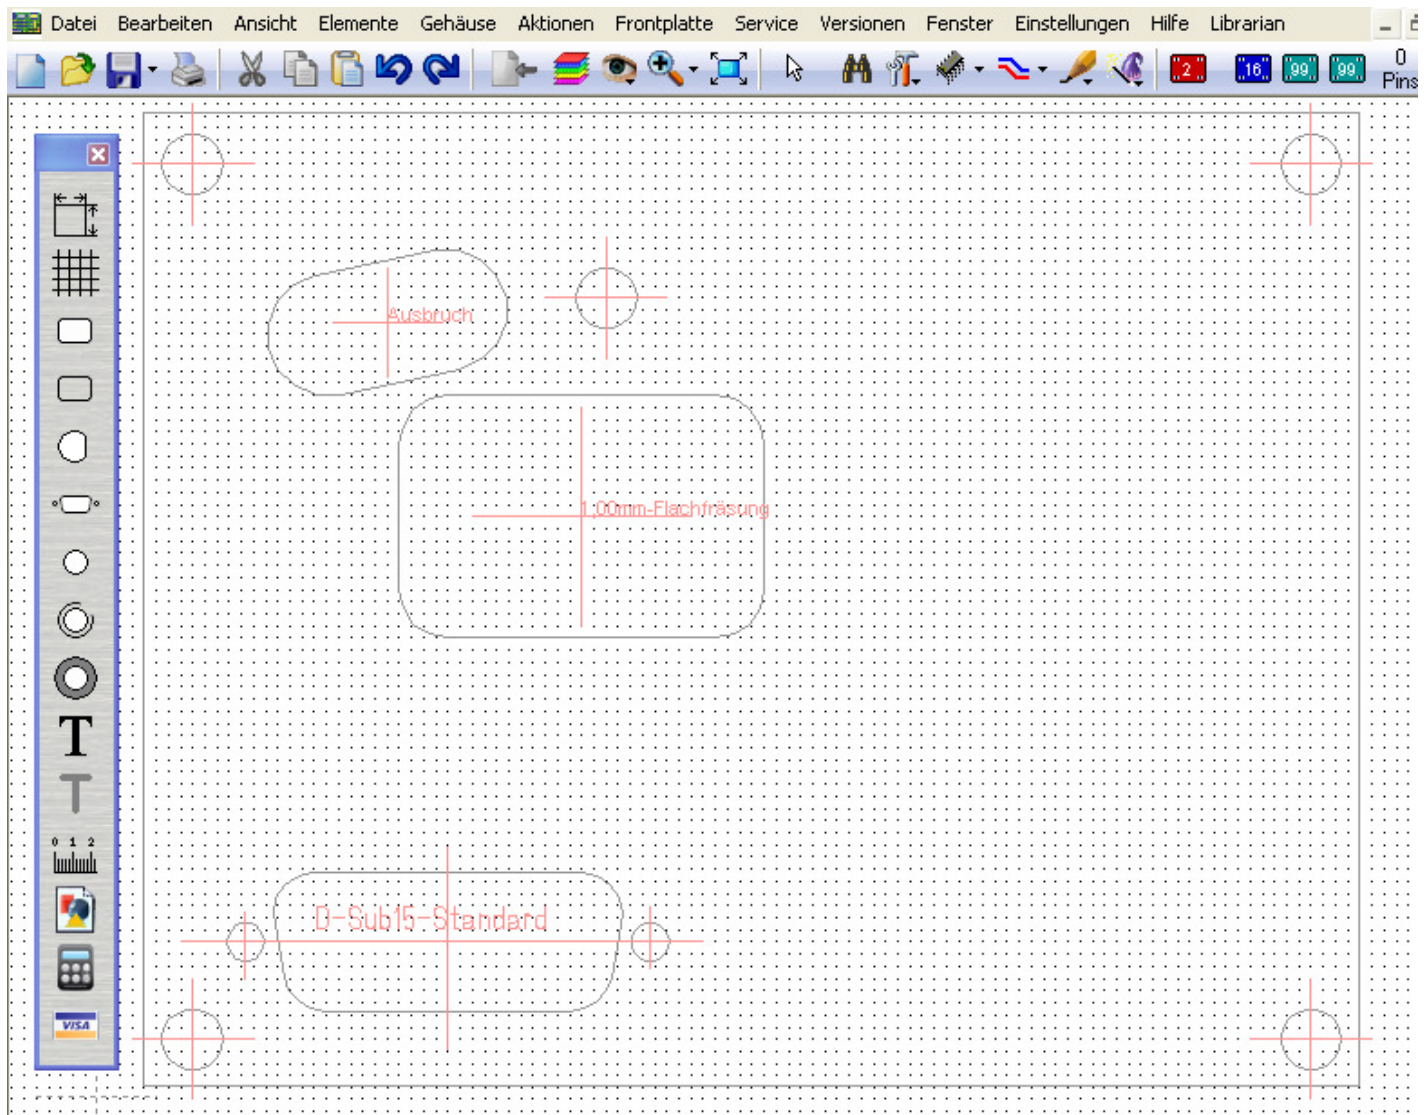 Datei Bearbeiten Ansicht Elemente Gehäuse Aktionen Frontplatte Service Versionen Fenster Einstellungen Hilfe Librarian
2 16 99 99 0 Pins
Ausbruch
1,00mm-Flachfräsung
T
T
0 1 2
D-Sub15-Standard
VISA